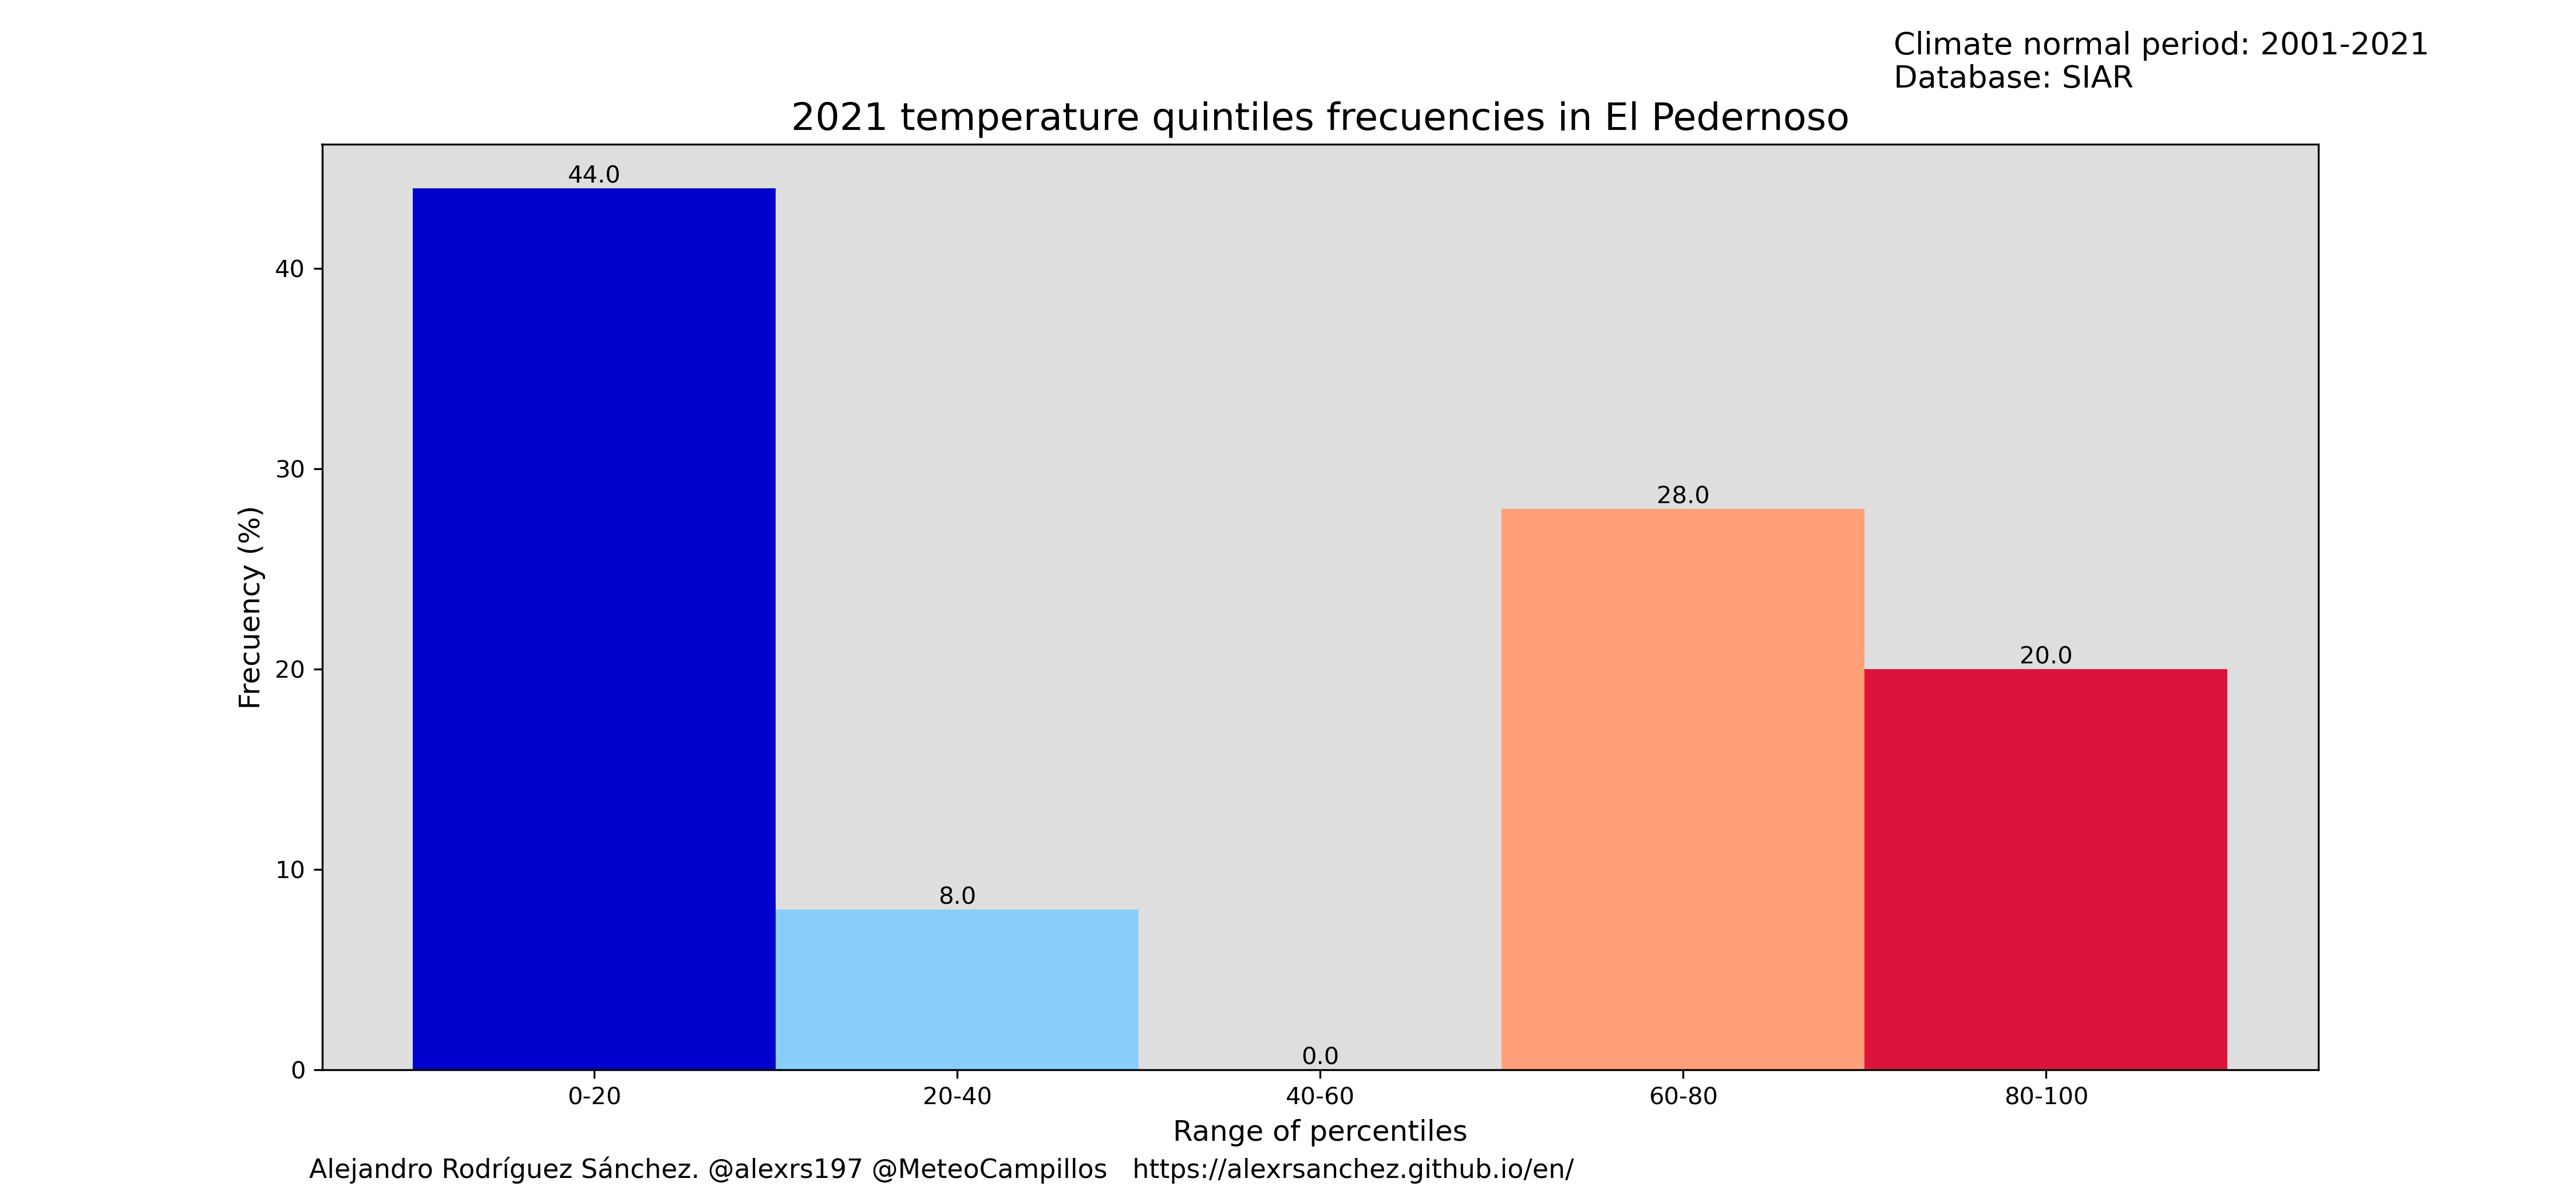 Climate normal period: 2001-2021
Database: SIAR
2021 temperature quintiles frecuencies in El Pedernoso
44.0
40
30
28.0
Frecuency (%)
20
20.0
10
8.0
0
0.0
0-20 20-40 40-60 60-80 80-100
Range of percentiles
Alejandro Rodríguez Sánchez. @alexrs197 @MeteoCampillos https://alexrsanchez.github.io/en/